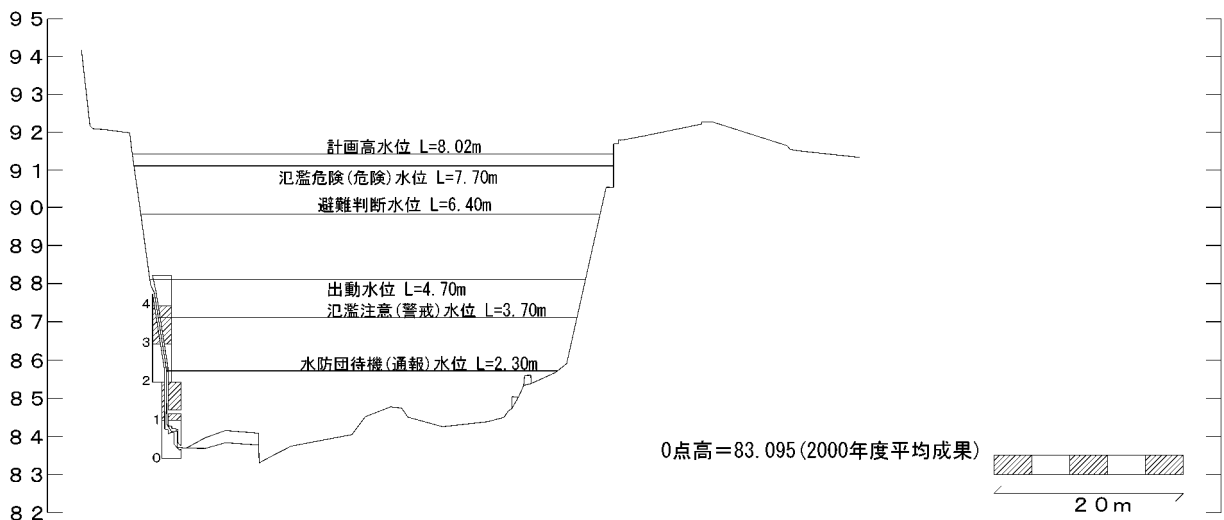 95
94
93
92
91
90
89
88
87
86
85
84
83
82
計画高水位 L=8.02m
氾濫危険(危険)水位 L=7.70m
避難判断水位 L=6.40m
出動水位 L=4.70m
氾濫注意(警戒)水位 L=3.70m
水防団待機(通報)水位 L=2.30m
4
3
2
1
0
0点高=83.095(2000年度平均成果)
20m